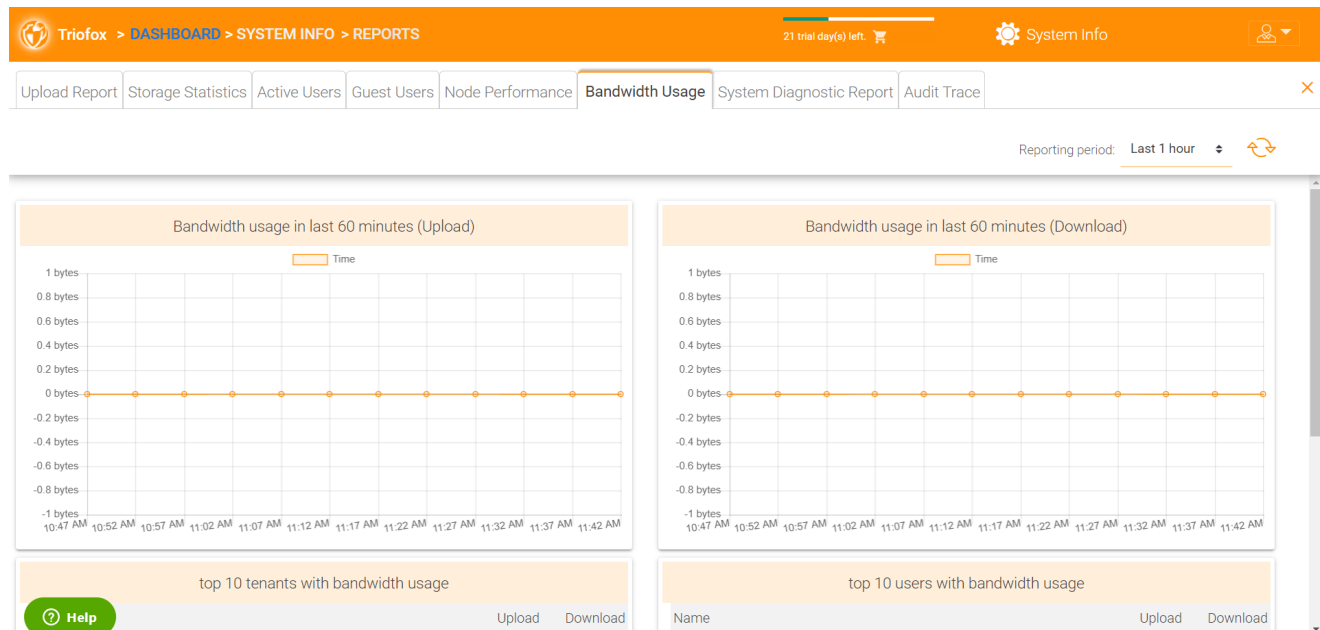 Triofox > DASHBOARD > SYSTEM INFO > REPORTS
21 trial day(s) left.
System Info
Upload Report Storage Statistics Active Users Guest Users Node Performance Bandwidth Usage System Diagnostic Report Audit Trace
Reporting period: Last 1 hour
Bandwidth usage in last 60 minutes (Upload)
Time
1 bytes
0.8 bytes
0.6 bytes
0.4 bytes
0.2 bytes
0 bytes
-0.2 bytes
-0.4 bytes
-0.6 bytes
-0.8 bytes
-1 bytes
10:47 AM 10:52 AM 10:57 AM 11:02 AM 11:07 AM 11:12 AM 11:17 AM 11:22 AM 11:27 AM 11:32 AM 11:37 AM 11:42 AM
Bandwidth usage in last 60 minutes (Download)
Time
1 bytes
0.8 bytes
0.6 bytes
0.4 bytes
0.2 bytes
0 bytes
-0.2 bytes
-0.4 bytes
-0.6 bytes
-0.8 bytes
-1 bytes
10:47 AM 10:52 AM 10:57 AM 11:02 AM 11:07 AM 11:12 AM 11:17 AM 11:22 AM 11:27 AM 11:32 AM 11:37 AM 11:42 AM
top 10 tenants with bandwidth usage
Upload Download
top 10 users with bandwidth usage
Name Upload Download
Help